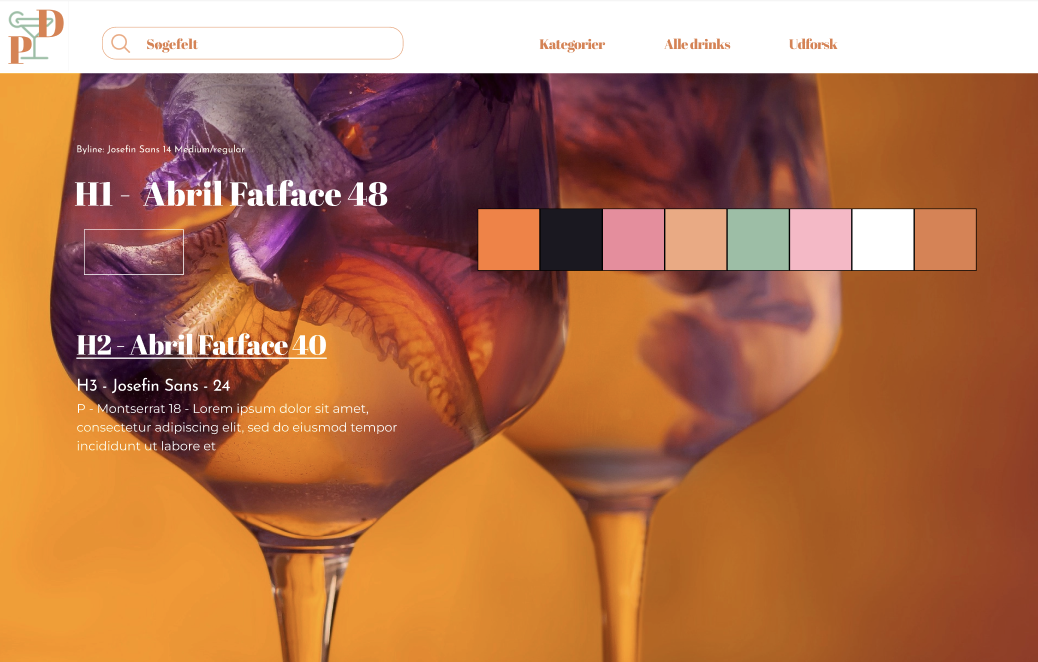 D
P
Søgefelt
Kategorier
Alle drinks
Udforsk
Byline: Josefin Sans 14 Medium/regular
H1 - Abril Fatface 48
H2 - Abril Fatface 40
H3 - Josefin Sans - 24
P - Montserrat 18 - Lorem ipsum dolor sit amet,
consectetur adipiscing elit, sed do eiusmod tempor
incididunt ut labore et